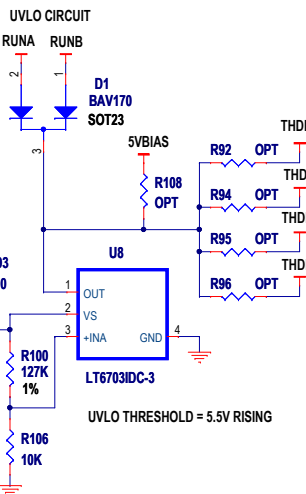 UVLO CIRCUIT
RUNA RUNB
2 1
D1
BAV170
SOT23
3
5VBIAS
R108
OPT
R92 OPT
R94 OPT
R95 OPT
R96 OPT
U8
1 OUT
2 VS
3 +INA
GND 4
LT6703IDC-3
R100
127K
1%
R106
10K
UVLO THRESHOLD = 5.5V RISING